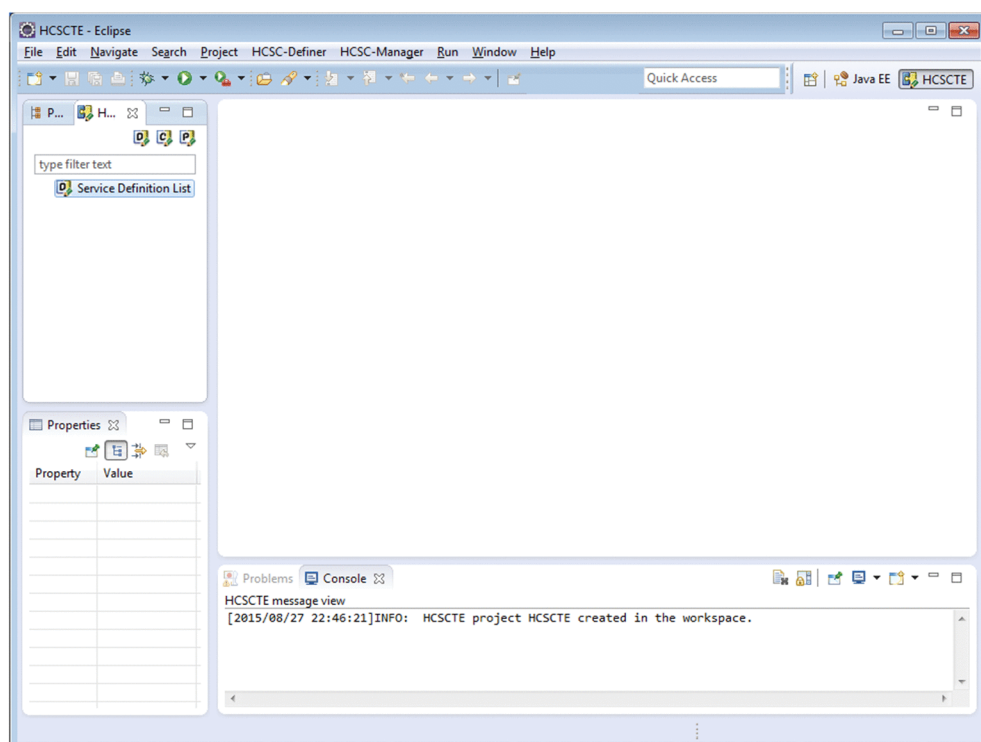 HCSCTE - Eclipse
File Edit Navigate Search Project HCSC-Definer HCSC-Manager Run Window Help
Quick Access
Java EE
HCSCTE
P... H...
type filter text
Service Definition List
Properties
Property Value
Problems Console
HCSCTE message view
[2015/08/27 22:46:21]INFO: HCSCTE project HCSCTE created in the workspace.